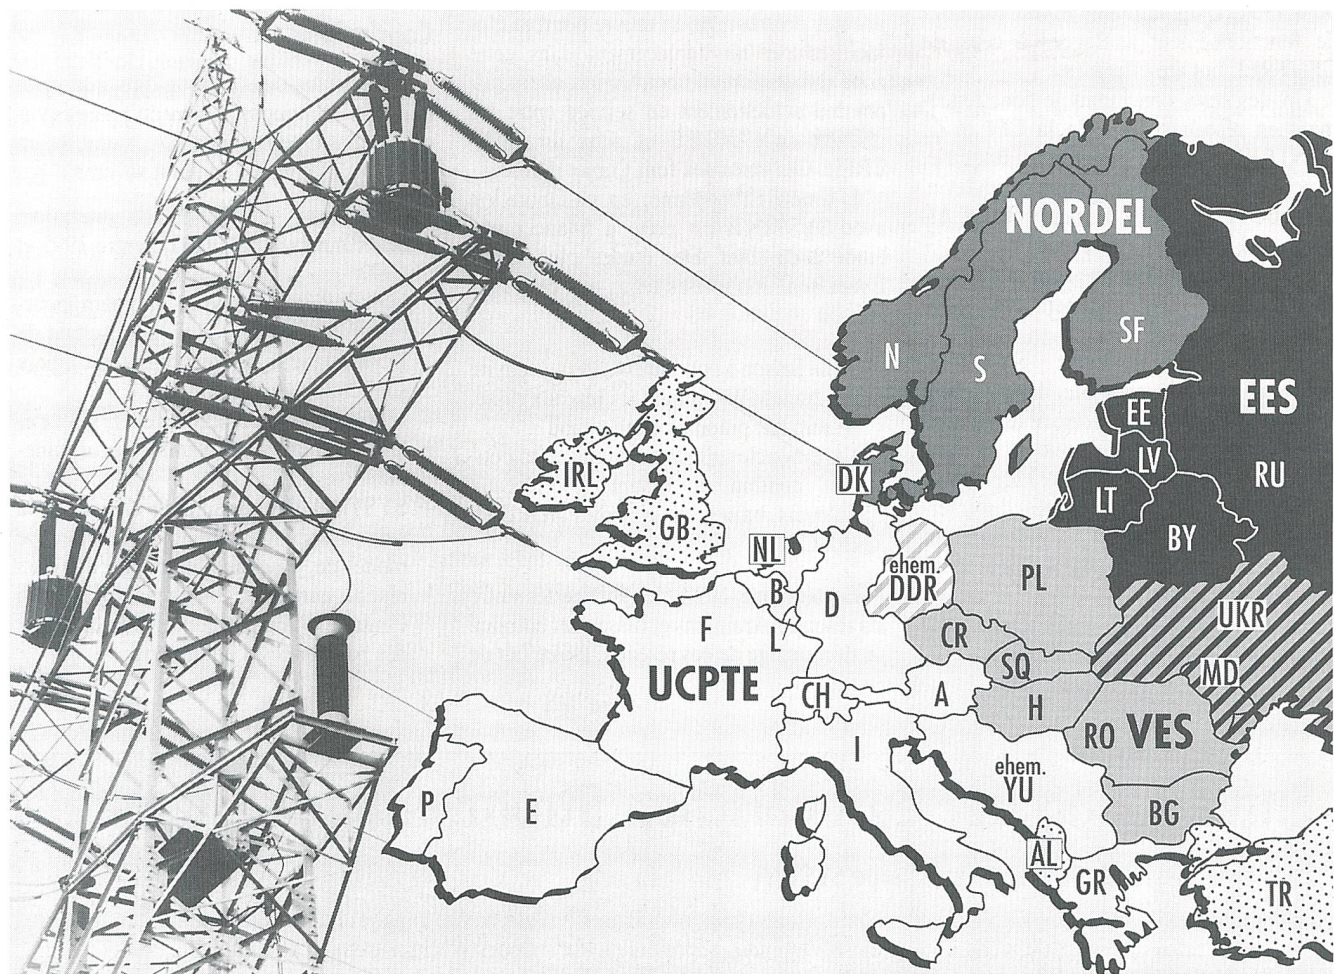 NORDEL
SF
N
S
EES
EE
RU
LV
LT
DK
IRL
GB
BY
NL
ehem.
DDR
PL
B
D
UKR
F
L
CR
SQ
MD
UCPTE
CH
A
H
RO
VES
I
ehem.
YU
P
E
BG
AL
GR
TR